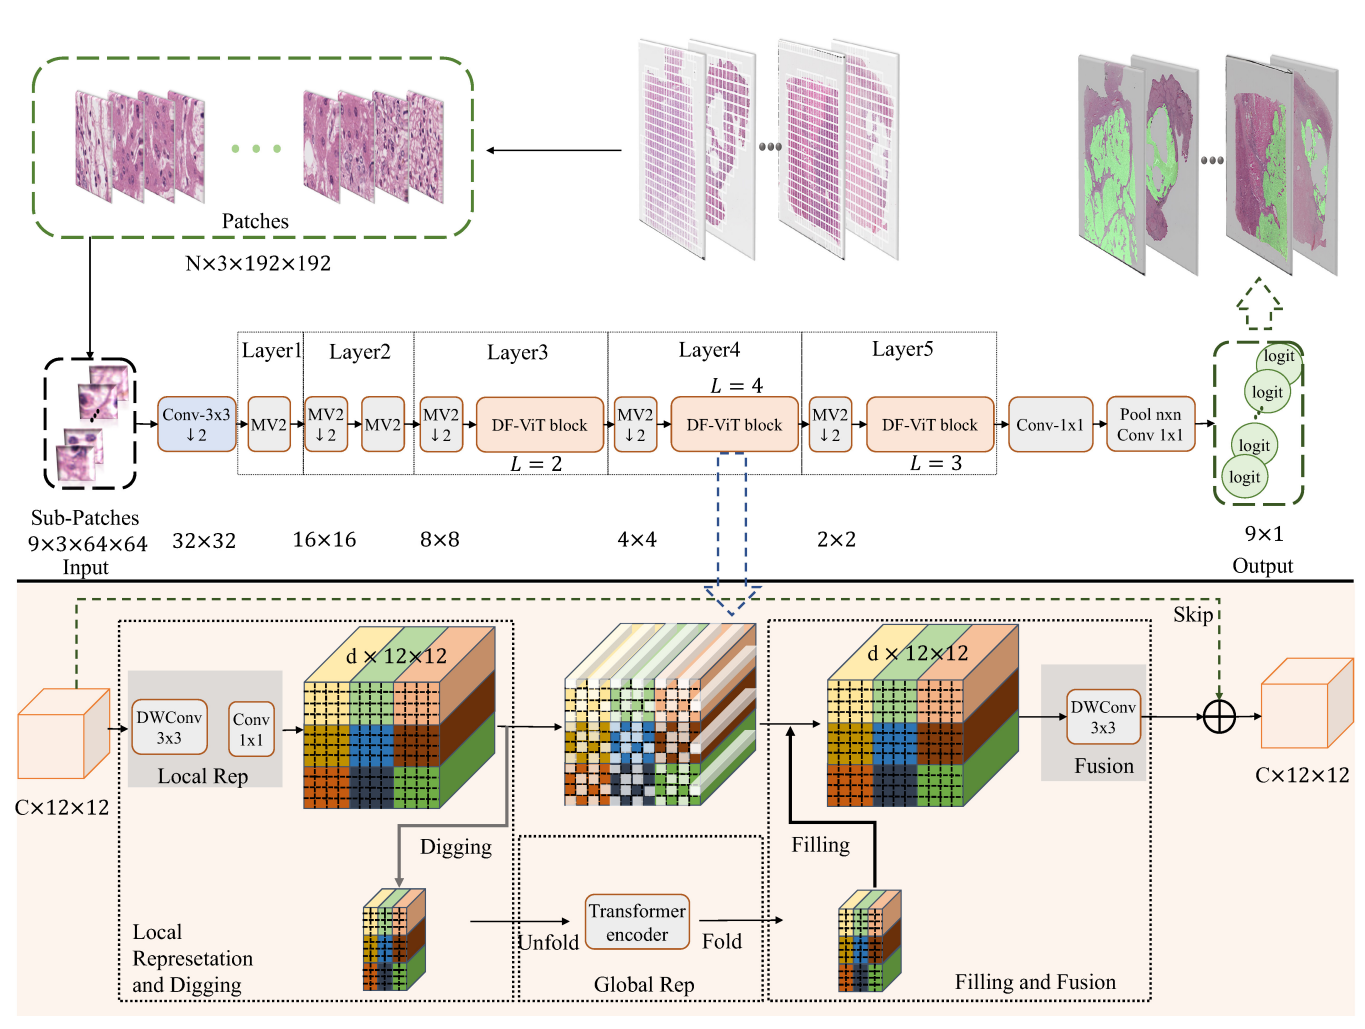 Patches
N×3×192×192
Layer1
Layer2
Layer3
Layer4
Layer5
L = 4
Conv-3x3
↓2
MV2
MV2
↓2
MV2
MV2
↓2
DF-ViT block
MV2
↓2
DF-ViT block
MV2
↓2
DF-ViT block
Conv-1x1
Pool nxn
Conv 1x1
logit
logit
logit
logit
L = 2
L = 3
Sub-Patches
9×3×64×64
Input
32×32
16×16
8×8
4×4
2×2
9×1
Output
Skip
d × 12×12
d × 12×12
DWConv
3x3
Conv
1x1
Local Rep
C×12×12
DWConv
3x3
Fusion
C×12×12
Digging
Filling
Unfold
Transformer
encoder
Fold
Local
Represetation
and Digging
Global Rep
Filling and Fusion